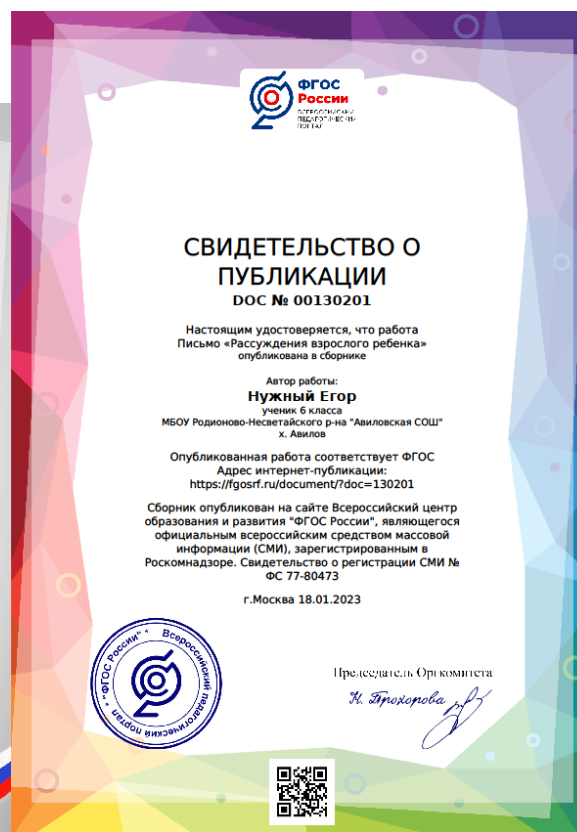 ФГОС
России
ВСЕРОССИЙСКИЙ
ПЕДАГОГИЧЕСКИЙ
ПОРТАЛ
СВИДЕТЕЛЬСТВО О
ПУБЛИКАЦИИ
DOC № 00130201
Настоящим удостоверяется, что работа
Письмо «Рассуждения взрослого ребенка»
опубликована в сборнике
Автор работы:
Нужный Егор
ученик 6 класса
МБОУ Родионово-Несветайского р-на "Авиловская СОШ"
х. Авилов
Опубликованная работа соответствует ФГОС
Адрес интернет-публикации:
https://fgosrf.ru/document/?doc=130201
Сборник опубликован на сайте Всероссийский центр
образования и развития "ФГОС России", являющегося
официальным всероссийским средством массовой
информации (СМИ), зарегистрированным в
Роскомнадзоре. Свидетельство о регистрации СМИ №
ФС 77-80473
г.Москва 18.01.2023
Всероссийский педагогический портал * "ФГОС России" *
Председатель Оргкомитета
Н. Прохорова